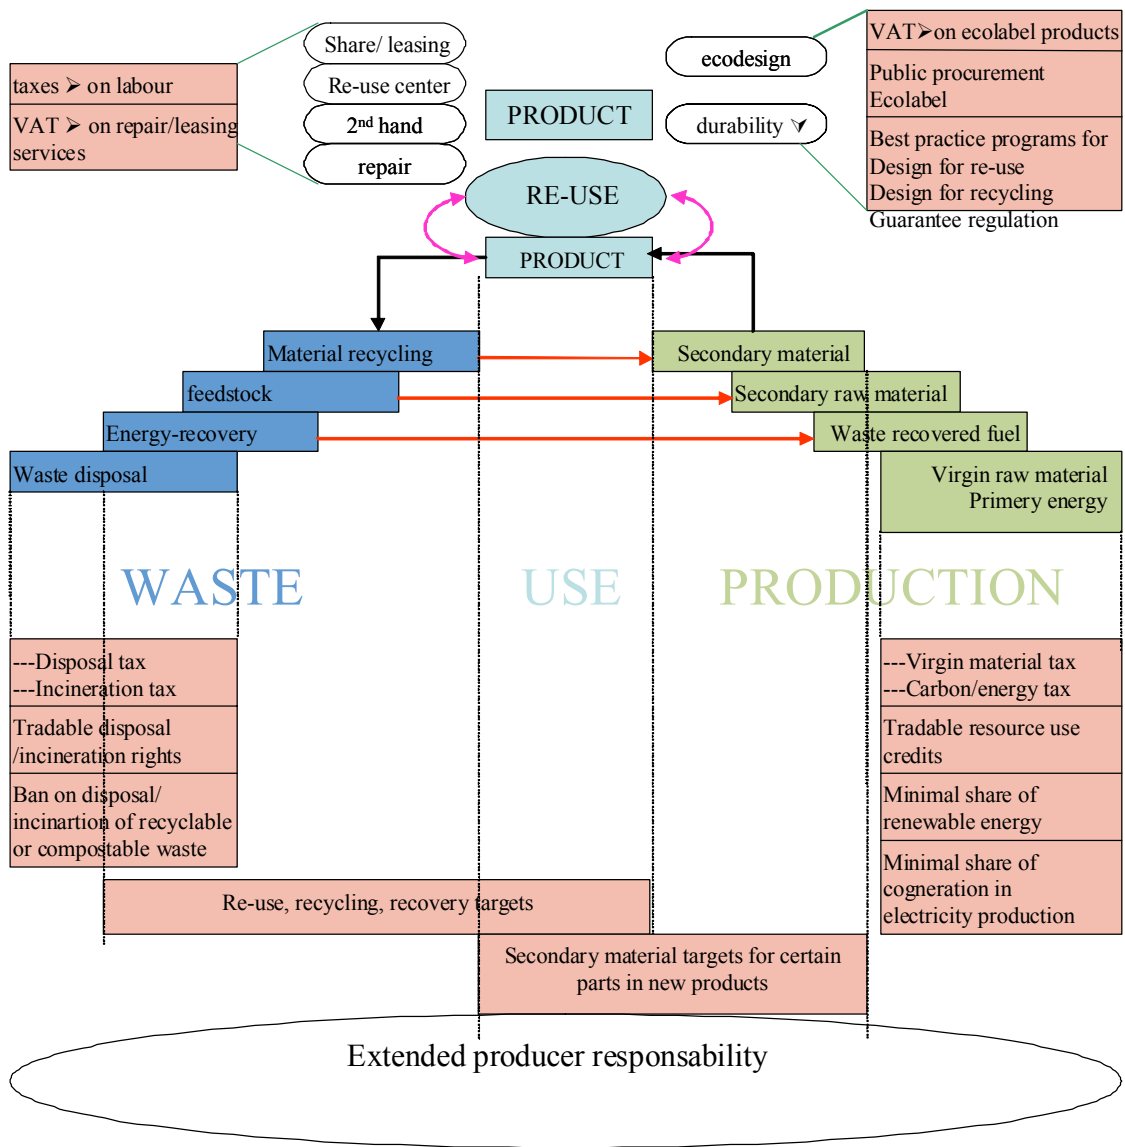 Share/ leasing
Re-use center
2nd hand
repair
taxes ➢ on labour
VAT ➢ on repair/leasing
services
PRODUCT
RE-USE
PRODUCT
ecodesign
durability ⮛
VAT➢on ecolabel products
Public procurement
Ecolabel
Best practice programs for
Design for re-use
Design for recycling
Guarantee regulation
Material recycling
feedstock
Energy-recovery
Waste disposal
Secondary material
Secondary raw material
Waste recovered fuel
Virgin raw material
Primery energy
WASTE
USE
PRODUCTION
---Disposal tax
---Incineration tax
Tradable disposal
/incineration rights
Ban on disposal/
incinartion of recyclable
or compostable waste
---Virgin material tax
---Carbon/energy tax
Tradable resource use
credits
Minimal share of
renewable energy
Minimal share of
cogneration in
electricity production
Re-use, recycling, recovery targets
Secondary material targets for certain
parts in new products
Extended producer responsability